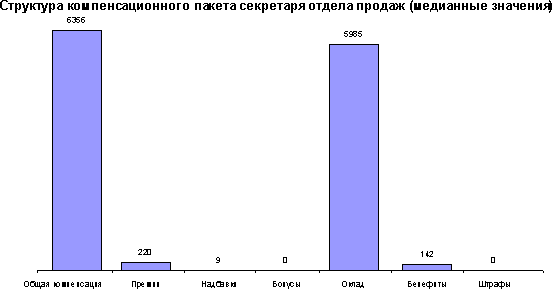 Структура компенсационного пакета секретаря отдела продаж (медианные значения)
6356
220
9
0
5985
142
0
Общая компенсация
Премии
Надбавки
Бонусы
Оклад
Бенефиты
Штрафы